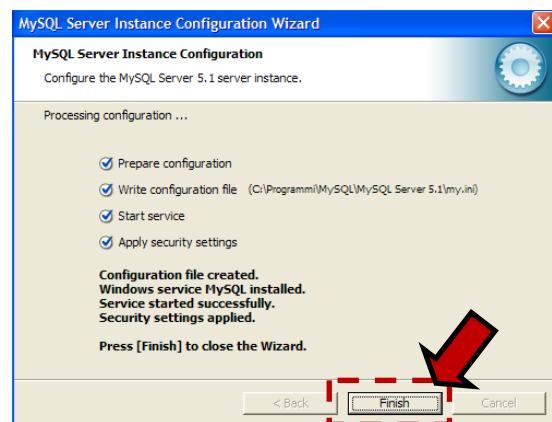 MySQL Server Instance Configuration Wizard
MySQL Server Instance Configuration
Configure the MySQL Server 5.1 server instance.
Processing configuration ...
Prepare configuration
Write configuration file (C:\Programmi\MySQL\MySQL Server 5.1\my.ini)
Start service
Apply security settings
Configuration file created.
Windows service MySQL installed.
Service started successfully.
Security settings applied.
Press [Finish] to close the Wizard.
< Back Finish Cancel